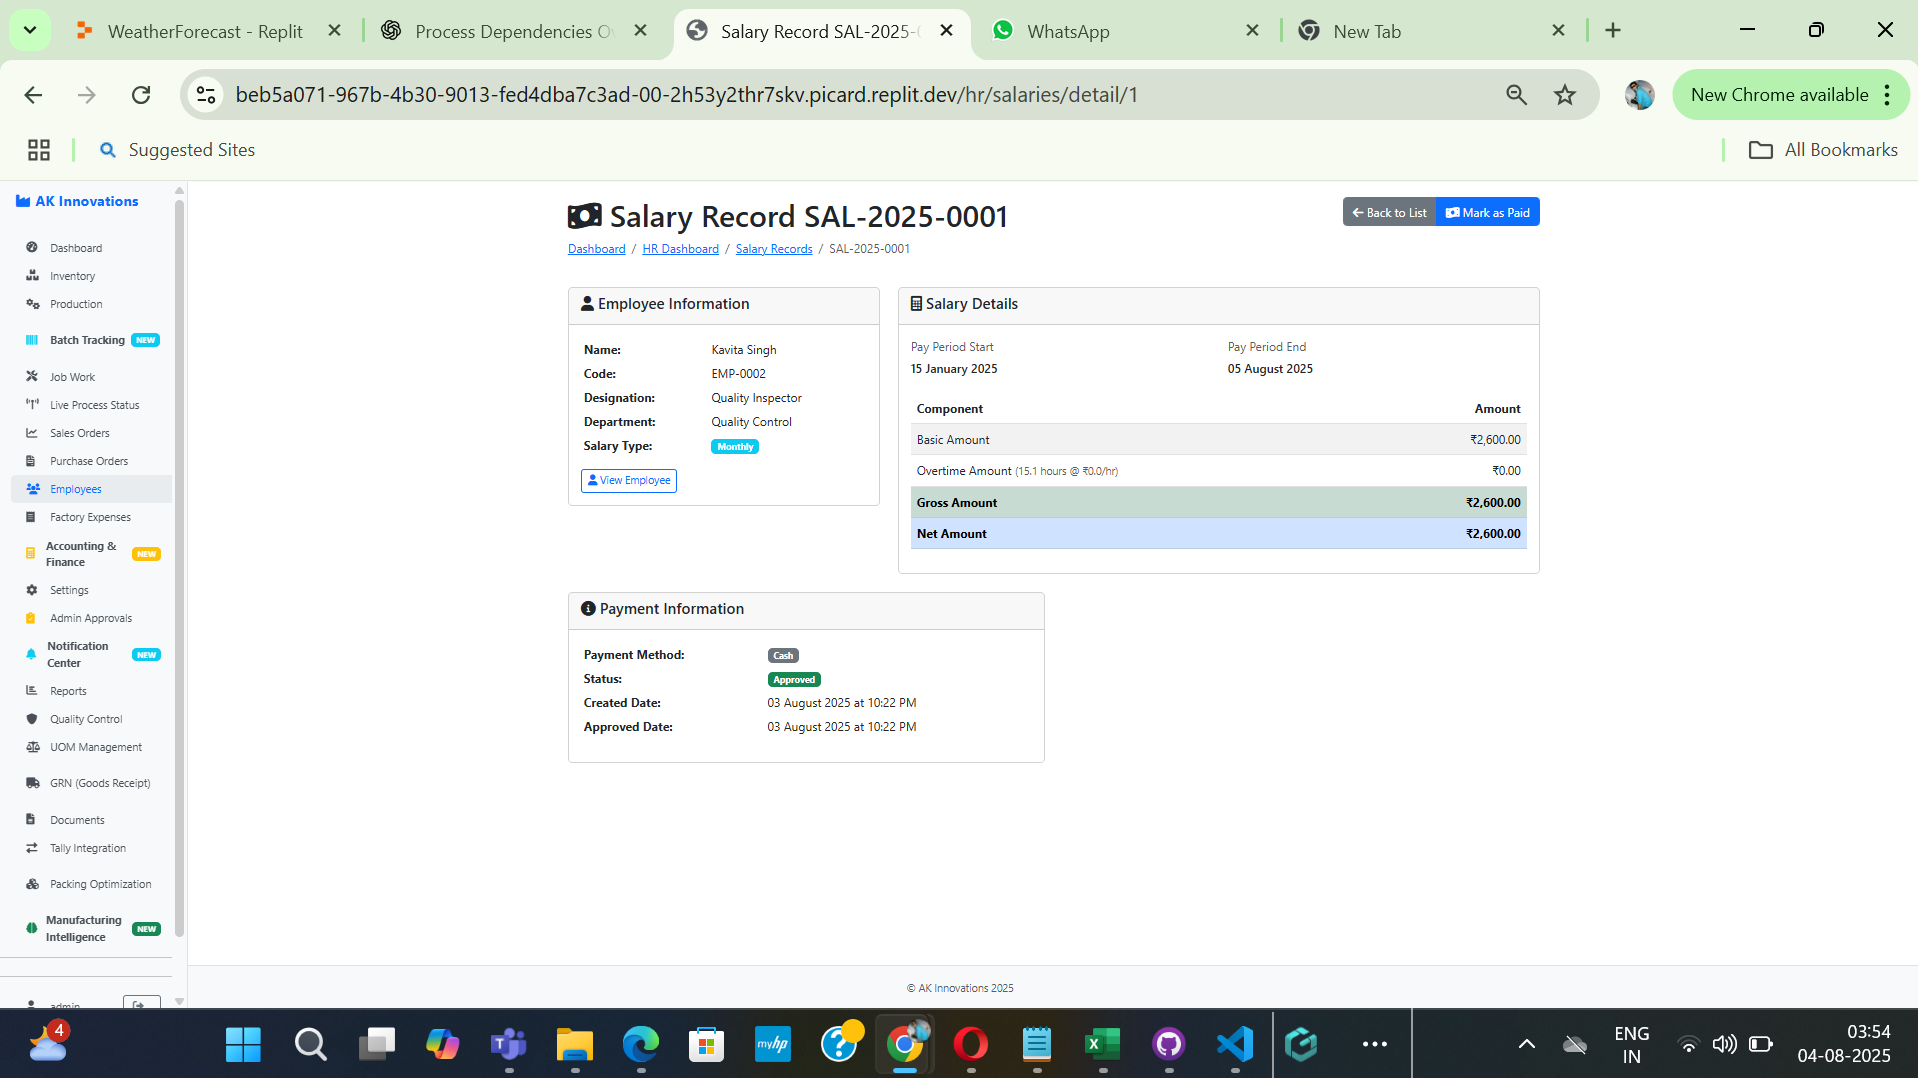 WeatherForecast - Replit
Process Dependencies Ov
Salary Record SAL-2025-0
WhatsApp
New Tab
beb5a071-967b-4b30-9013-fed4dba7c3ad-00-2h53y2thr7skv.picard.replit.dev/hr/salaries/detail/1
New Chrome available
Suggested Sites
All Bookmarks
AK Innovations
Dashboard
Inventory
Production
Batch Tracking NEW
Job Work
Live Process Status
Sales Orders
Purchase Orders
Employees
Factory Expenses
Accounting &
Finance
NEW
Settings
Admin Approvals
Notification
Center
NEW
Reports
Quality Control
UOM Management
GRN (Goods Receipt)
Documents
Tally Integration
Packing Optimization
Manufacturing
Intelligence
NEW
admin
Salary Record SAL-2025-0001
Dashboard / HR Dashboard / Salary Records / SAL-2025-0001
Back to List
Mark as Paid
Employee Information
Name: Kavita Singh
Code: EMP-0002
Designation: Quality Inspector
Department: Quality Control
Salary Type: Monthly
View Employee
Salary Details
Pay Period Start
15 January 2025
Pay Period End
05 August 2025
Component Amount
Basic Amount ₹2,600.00
Overtime Amount (15.1 hours @ ₹0.0/hr) ₹0.00
Gross Amount ₹2,600.00
Net Amount ₹2,600.00
Payment Information
Payment Method: Cash
Status: Approved
Created Date: 03 August 2025 at 10:22 PM
Approved Date: 03 August 2025 at 10:22 PM
© AK Innovations 2025
4
myhp
ENG
IN
03:54
04-08-2025